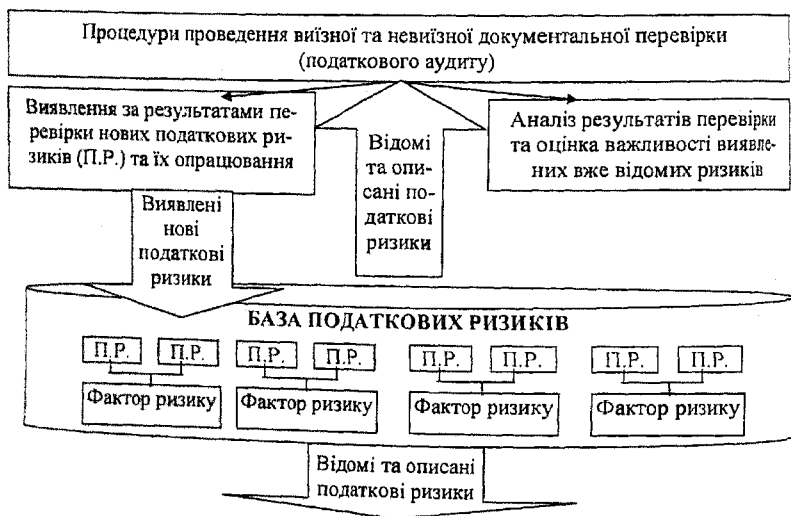 Процедури проведення виїзної та невиїзної документальної перевірки
(податкового аудиту)
Виявлення за результатами пе-
ревірки нових податкових ри-
зиків (П.Р.) та їх опрацювання
Відомі
та опи-
сані по-
даткові
ризики
Аналіз результатів перевірки
та оцінка важливості виявле-
них вже відомих ризиків
Виявлені
нові
податкові
ризики
БАЗА ПОДАТКОВИХ РИЗИКІВ
П.Р. П.Р. П.Р. П.Р. П.Р. П.Р. П.Р. П.Р.
Фактор ризику Фактор ризику Фактор ризику Фактор ризику
Відомі та описані
податкові ризики